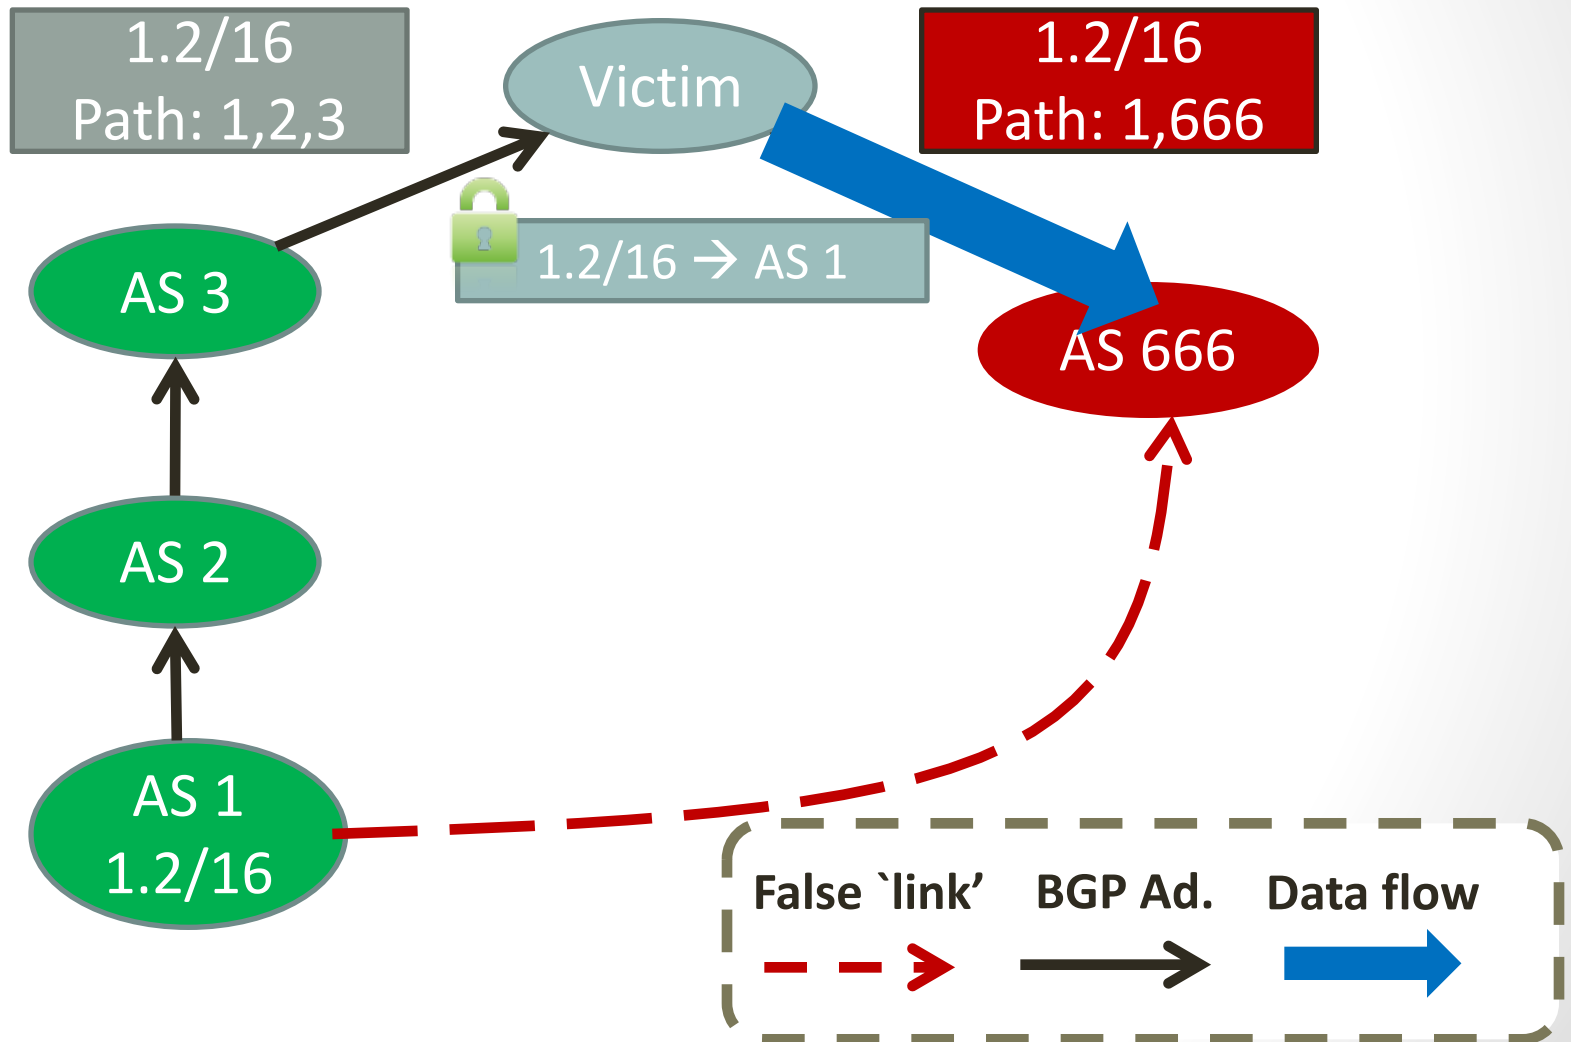 1.2/16
Path: 1,2,3
Victim
1.2/16
Path: 1,666
AS 3
1.2/16 → AS 1
AS 666
AS 2
AS 1
1.2/16
False `link’
BGP Ad.
Data flow